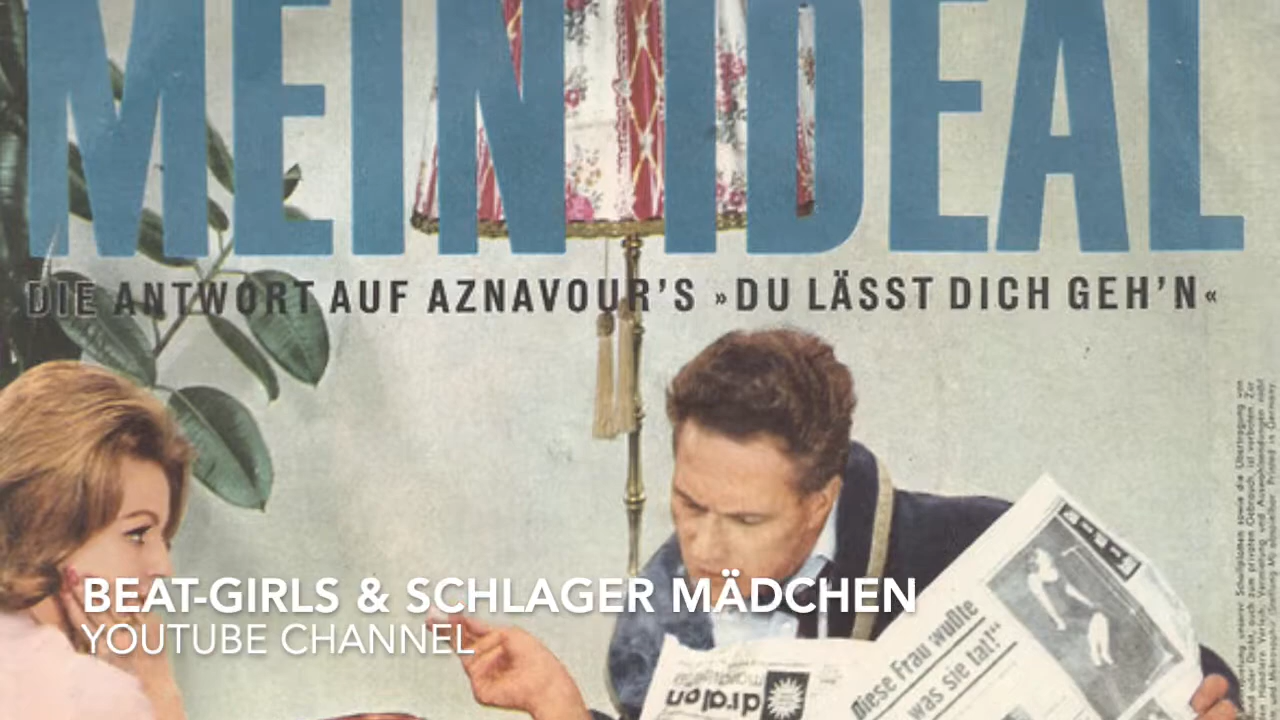 MEIN IDEAL
DIE ANTWORT AUF AZNAVOUR'S »DU LÄSST DICH GEH'N«
BEAT-GIRLS & SCHLAGER MÄDCHEN
YOUTUBE CHANNEL
Diese Frau wußte
was sie tat!"
dralon